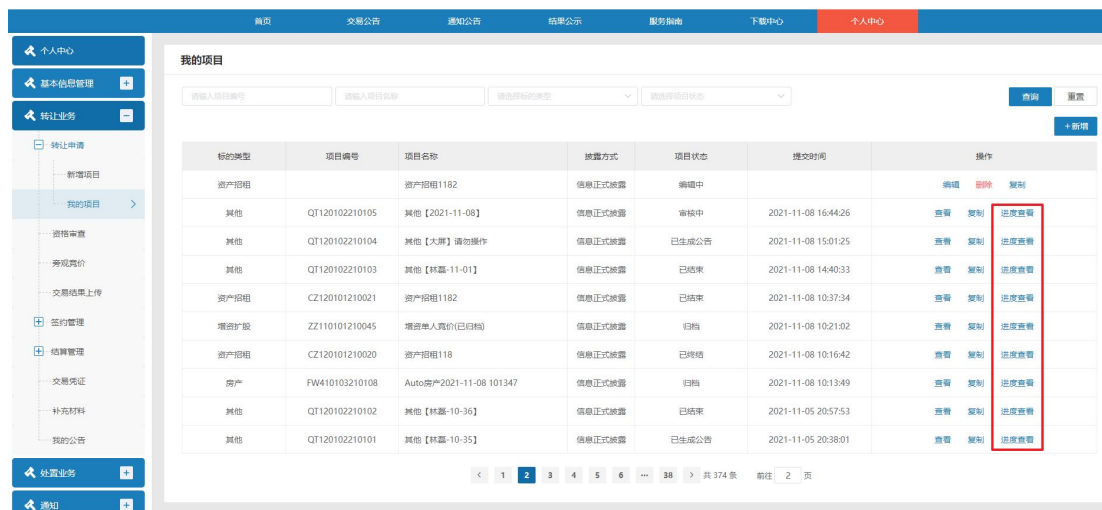 首页 交易公告 通知公告 结果公示 服务指南 下载中心 个人中心
个人中心
基本信息管理
转让业务
转让申请
新增项目
我的项目
资格审查
旁观竞价
交易结果上传
签约管理
结算管理
交易凭证
补充材料
我的公告
处置业务
通知
我的项目
请输入项目编号 请输入项目名称 请选择标的类型 请选择项目状态 查询 重置
+新增
标的类型 项目编号 项目名称 披露方式 项目状态 提交时间 操作
资产招租 资产招租1182 信息正式披露 编辑中 编辑 删除 复制
其他 QT120102210105 其他【2021-11-08】 信息正式披露 审核中 2021-11-08 16:44:26 查看 复制 进度查看
其他 QT120102210104 其他【大屏】请勿操作 信息正式披露 已生成公告 2021-11-08 15:01:25 查看 复制 进度查看
其他 QT120102210103 其他【林磊-11-01】 信息正式披露 已结束 2021-11-08 14:40:33 查看 复制 进度查看
资产招租 CZ120101210021 资产招租1182 信息正式披露 已结束 2021-11-08 10:37:34 查看 复制 进度查看
增资扩股 ZZ110101210045 增资单人竞价(已归档) 信息正式披露 归档 2021-11-08 10:21:02 查看 复制 进度查看
资产招租 CZ120101210020 资产招租118 信息正式披露 已终结 2021-11-08 10:16:42 查看 复制 进度查看
房产 FW410103210108 Auto房产2021-11-08 101347 信息正式披露 归档 2021-11-08 10:13:49 查看 复制 进度查看
其他 QT120102210102 其他【林磊-10-36】 信息正式披露 已结束 2021-11-05 20:57:53 查看 复制 进度查看
其他 QT120102210101 其他【林磊-10-35】 信息正式披露 已生成公告 2021-11-05 20:38:01 查看 复制 进度查看
< 1 2 3 4 5 6 ··· 38 > 共 374 条 前往 2 页